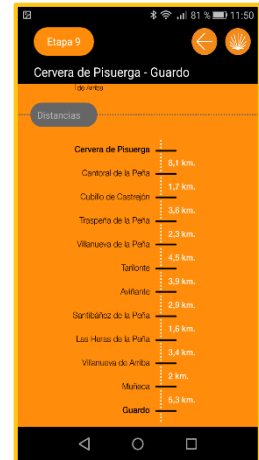 81 % 11:50
Etapa 9
Cervera de Pisuerga - Guardo
de Arriba
Distancias
Cervera de Pisuerga
8,1 km.
Cantoral de la Peña
1,7 km.
Cubillo de Castrejón
3,8 km.
Traspeña de la Peña
2,3 km.
Villanueva de la Peña
4,5 km.
Tarilonte
3,9 km.
Aviñante
2,9 km.
Santibáñez de la Peña
1,6 km.
Las Heras de la Peña
3,4 km.
Villanueva de Arriba
2 km.
Muñeca
5,3 km.
Guardo